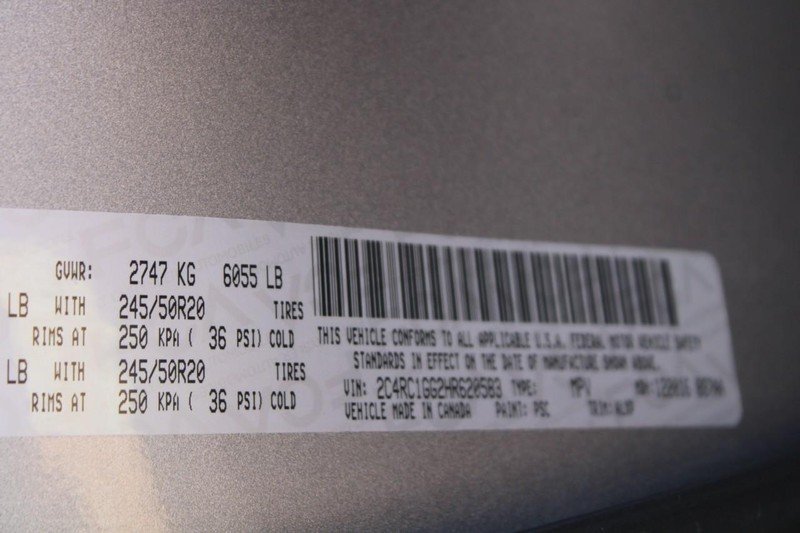 GVWR: 2747 KG 6055 LB
LB WITH 245/50R20 TIRES
RIMS AT 250 KPA ( 36 PSI) COLD
LB WITH 245/50R20 TIRES
RIMS AT 250 KPA ( 36 PSI) COLD
THIS VEHICLE CONFORMS TO ALL APPLICABLE U.S.A. FEDERAL MOTOR VEHICLE SAFETY
STANDARDS IN EFFECT ON THE DATE OF MANUFACTURE SHOWN ABOVE.
VIN: 2C4RC1GG2HR620583 TYPE: MPV
VEHICLE MADE IN CANADA PAINT: PSC TRIM: